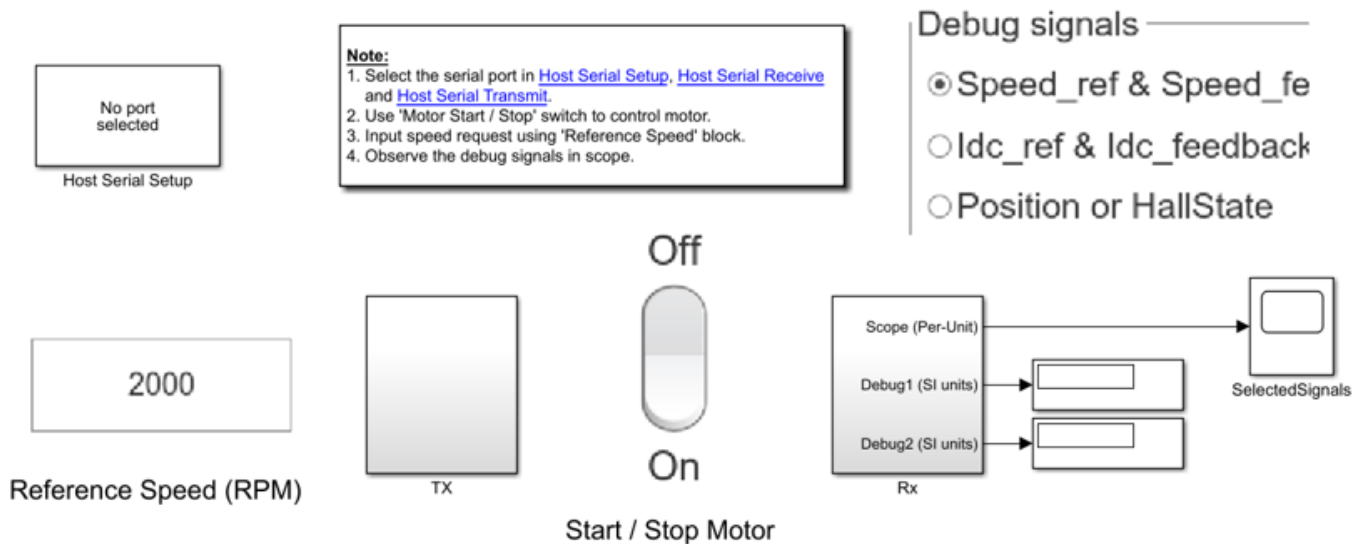 No port
selected
Host Serial Setup
Note:
1. Select the serial port in Host Serial Setup, Host Serial Receive
and Host Serial Transmit.
2. Use 'Motor Start / Stop' switch to control motor.
3. Input speed request using 'Reference Speed' block.
4. Observe the debug signals in scope.
Debug signals
Speed_ref & Speed_fe
Idc_ref & Idc_feedback
Position or HallState
2000
Reference Speed (RPM)
TX
Off
On
Start / Stop Motor
Scope (Per-Unit)
Debug1 (SI units)
Debug2 (SI units)
Rx
SelectedSignals